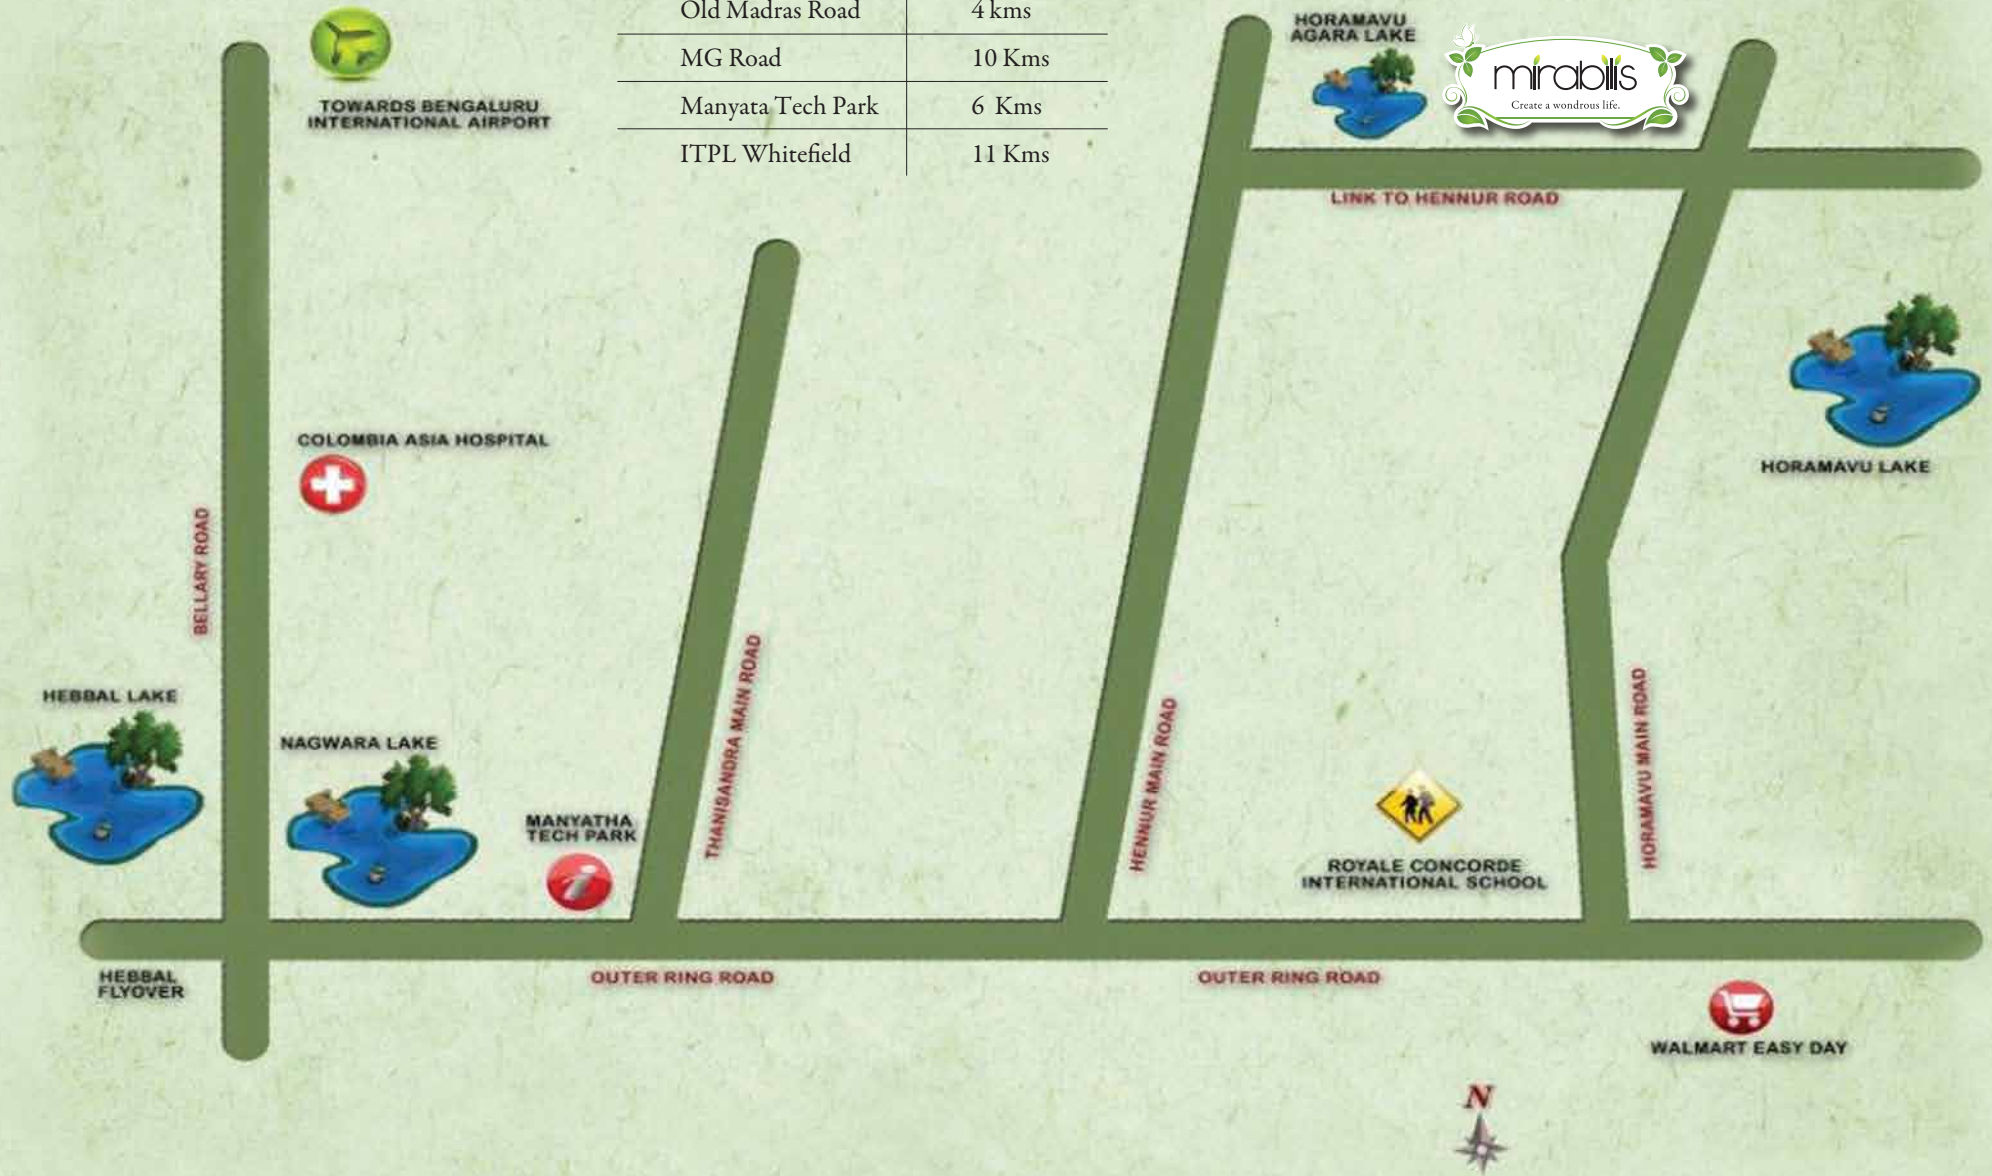 Old Madras Road 4 kms
MG Road 10 Kms
Manyata Tech Park 6 Kms
ITPL Whitefield 11 Kms
TOWARDS BENGALURU
INTERNATIONAL AIRPORT
HORAMAVU
AGARA LAKE
mirabilis
Create a wondrous life.
LINK TO HENNUR ROAD
COLOMBIA ASIA HOSPITAL
HORAMAVU LAKE
BELLARY ROAD
HEBBAL LAKE
NAGWARA LAKE
MANYATHA
TECH PARK
i
THANISANDRA MAIN ROAD
HENNUR MAIN ROAD
ROYALE CONCORDE
INTERNATIONAL SCHOOL
HORAMAVU MAIN ROAD
HEBBAL
FLYOVER
OUTER RING ROAD
OUTER RING ROAD
WALMART EASY DAY
N